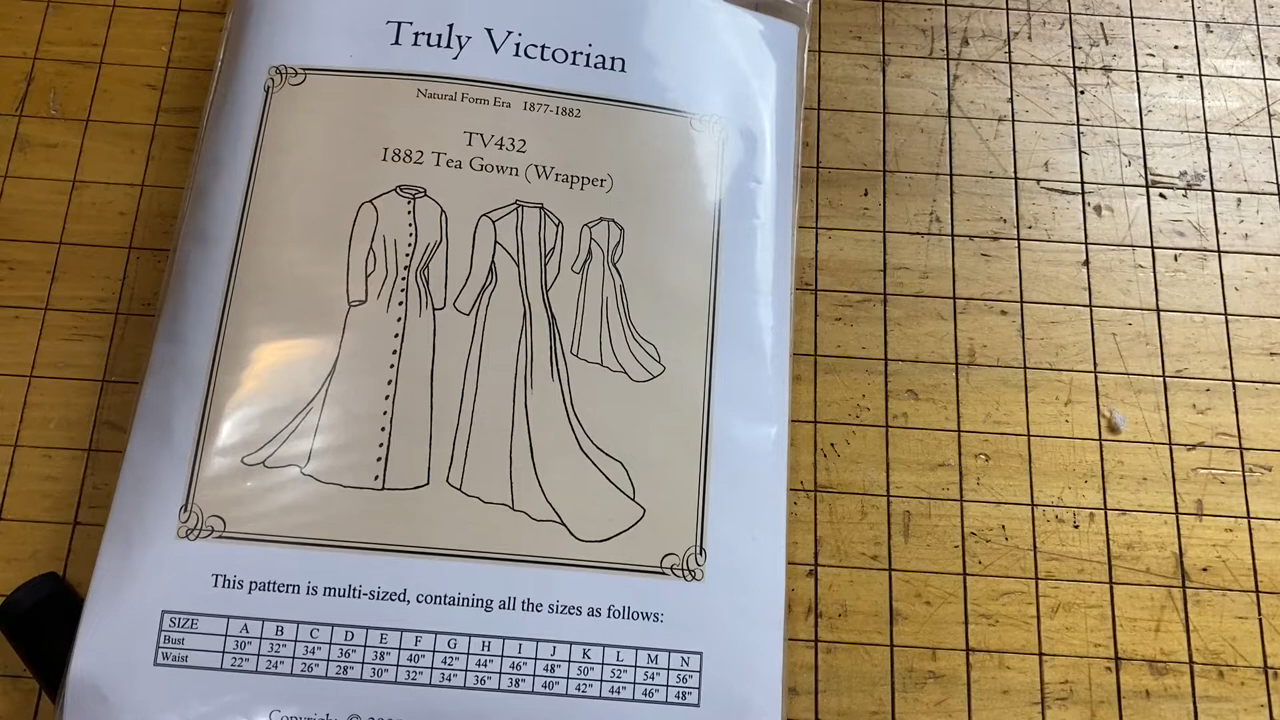 Truly Victorian
Natural Form Era 1877-1882
TV432
1882 Tea Gown (Wrapper)
This pattern is multi-sized, containing all the sizes as follows:
SIZE A B C D E F G H I J K L M N
Bust 30" 32" 34" 36" 38" 40" 42" 44" 46" 48" 50" 52" 54" 56"
Waist 22" 24" 26" 28" 30" 32" 34" 36" 38" 40" 42" 44" 46" 48"
Copyright ©